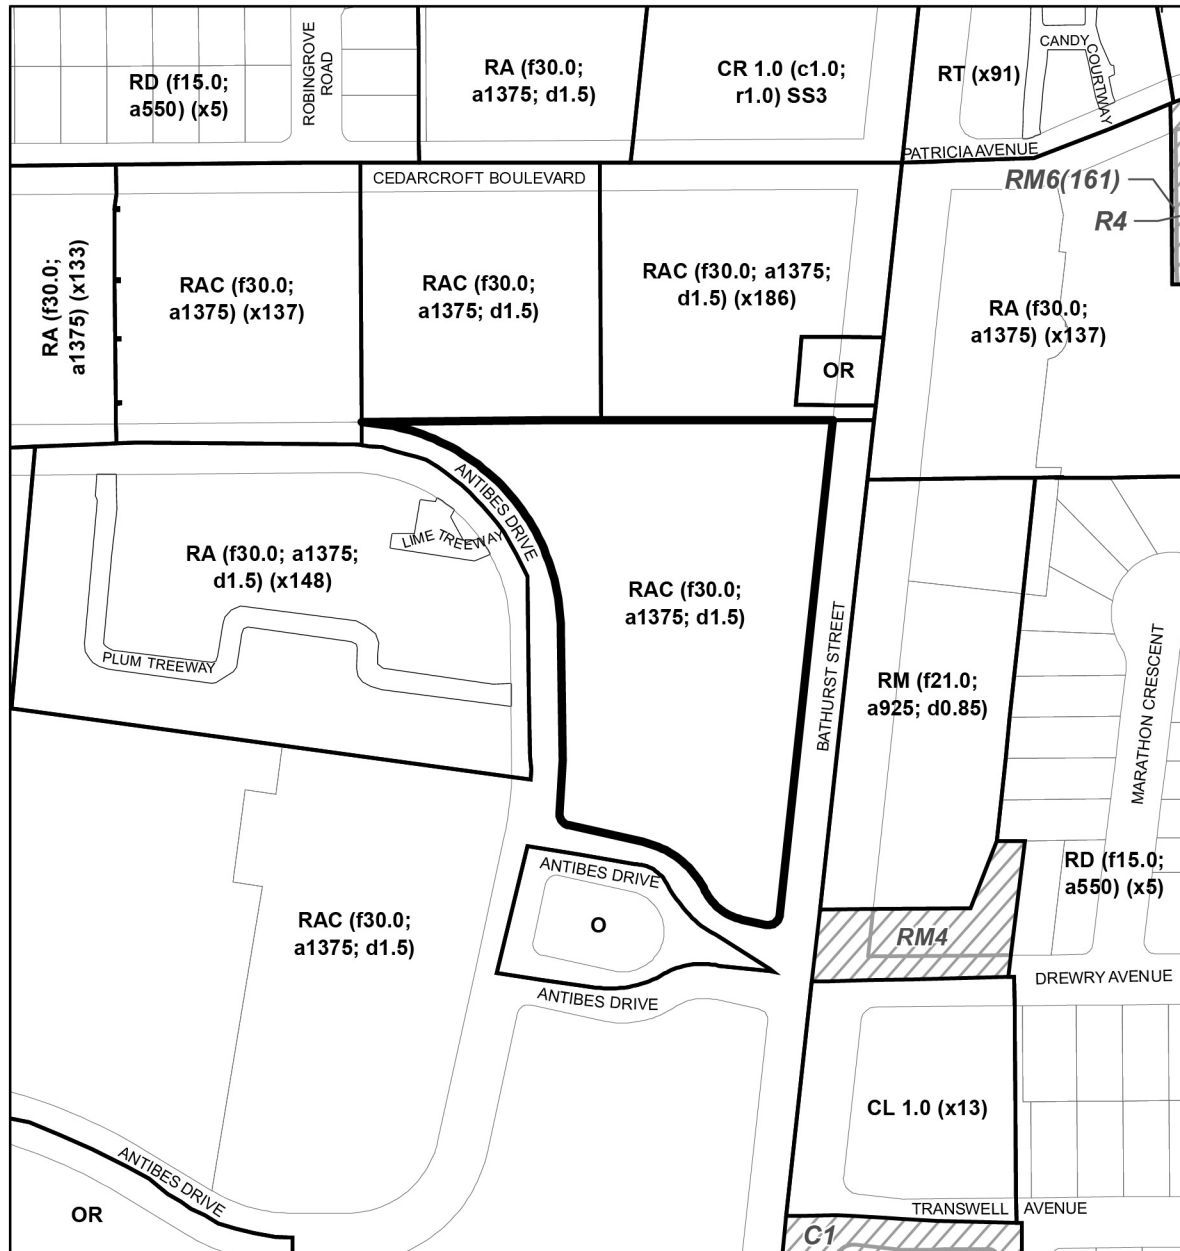 RD (f15.0;
a550) (x5)
ROBINGROVE
ROAD
RA (f30.0;
a1375; d1.5)
CR 1.0 (c1.0;
r1.0) SS3
RT (x91)
CANDY
COURTWAY
PATRICIA AVENUE
CEDARCROFT BOULEVARD
RM6(161)
R4
RA (f30.0;
a1375) (x133)
RAC (f30.0;
a1375) (x137)
RAC (f30.0;
a1375; d1.5)
RAC (f30.0; a1375;
d1.5) (x186)
OR
RA (f30.0;
a1375) (x137)
ANTIBES DRIVE
LIME TREEWAY
RA (f30.0; a1375;
d1.5) (x148)
PLUM TREEWAY
RAC (f30.0;
a1375; d1.5)
BATHURST STREET
RM (f21.0;
a925; d0.85)
MARATHON CRESCENT
RD (f15.0;
a550) (x5)
ANTIBES DRIVE
O
ANTIBES DRIVE
RAC (f30.0;
a1375; d1.5)
RM4
DREWRY AVENUE
CL 1.0 (x13)
ANTIBES DRIVE
OR
TRANSWELL AVENUE
C1